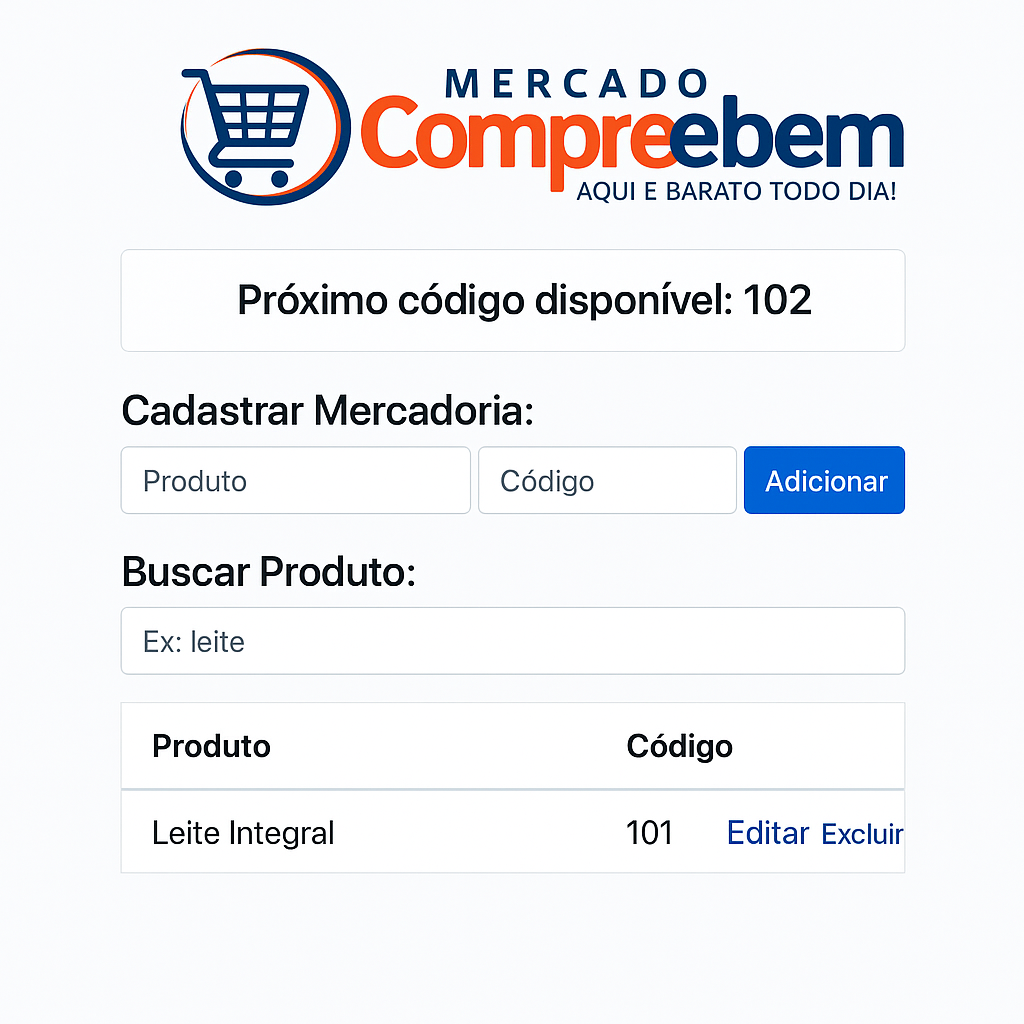 MERCADO
Compreebem
AQUI E BARATO TODO DIA!
Próximo código disponível: 102
Cadastrar Mercadoria:
Produto Código Adicionar
Buscar Produto:
Ex: leite
Produto Código
Leite Integral 101 Editar Excluir